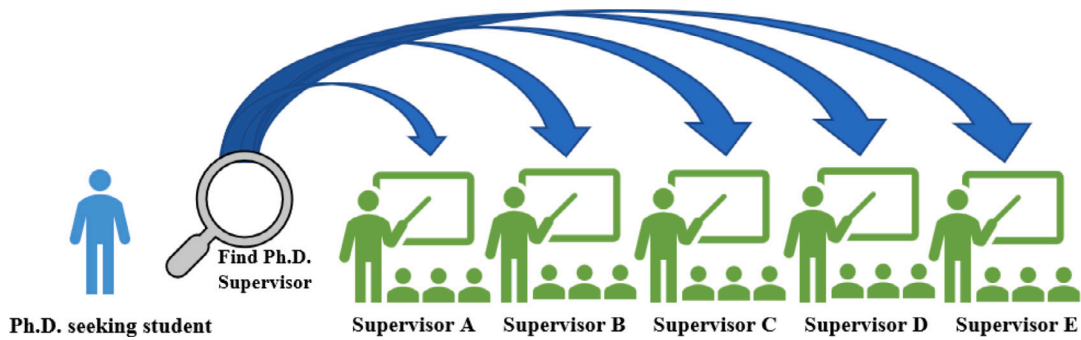 Find Ph.D.
Supervisor
Ph.D. seeking student
Supervisor A
Supervisor B
Supervisor C
Supervisor D
Supervisor E